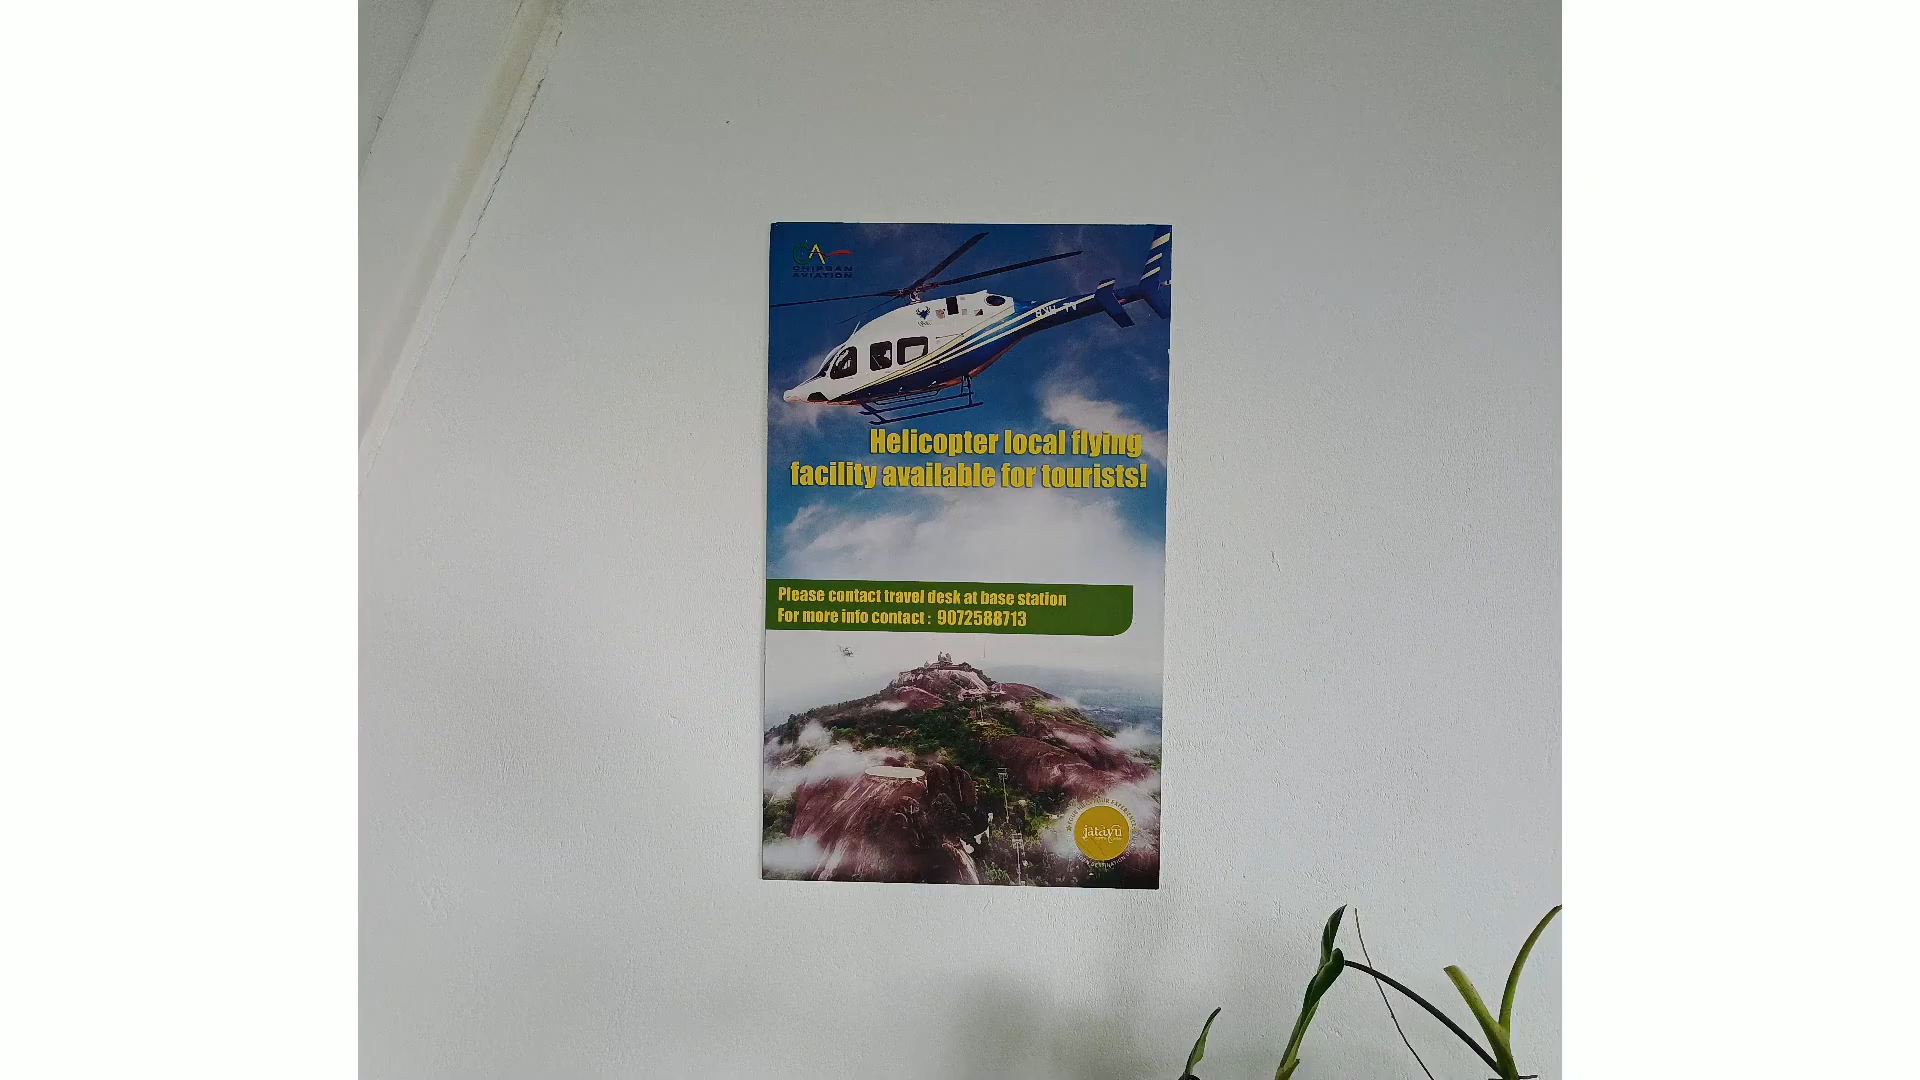 CHIPSAN
AVIATION
Helicopter local flying
facility available for tourists!
Please contact travel desk at base station
For more info contact : 9072588713
jatayu